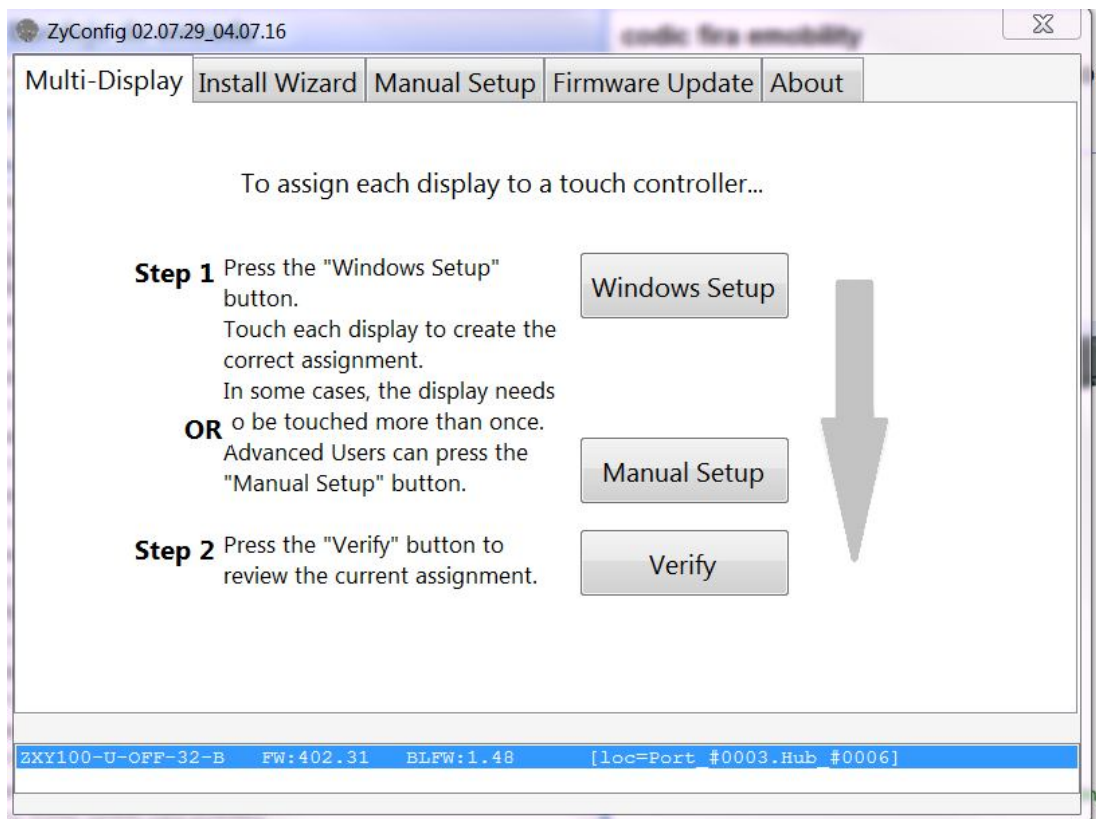 ZyConfig 02.07.29_04.07.16
codic fira emobility
Multi-Display Install Wizard Manual Setup Firmware Update About
To assign each display to a touch controller...
Step 1 Press the "Windows Setup"
button.
Touch each display to create the
correct assignment.
In some cases, the display needs
OR o be touched more than once.
Advanced Users can press the
"Manual Setup" button.
Windows Setup
Manual Setup
Step 2 Press the "Verify" button to
review the current assignment.
Verify
ZXY100-U-OFF-32-B FW:402.31 BLFW:1.48 [loc=Port_#0003.Hub_#0006]